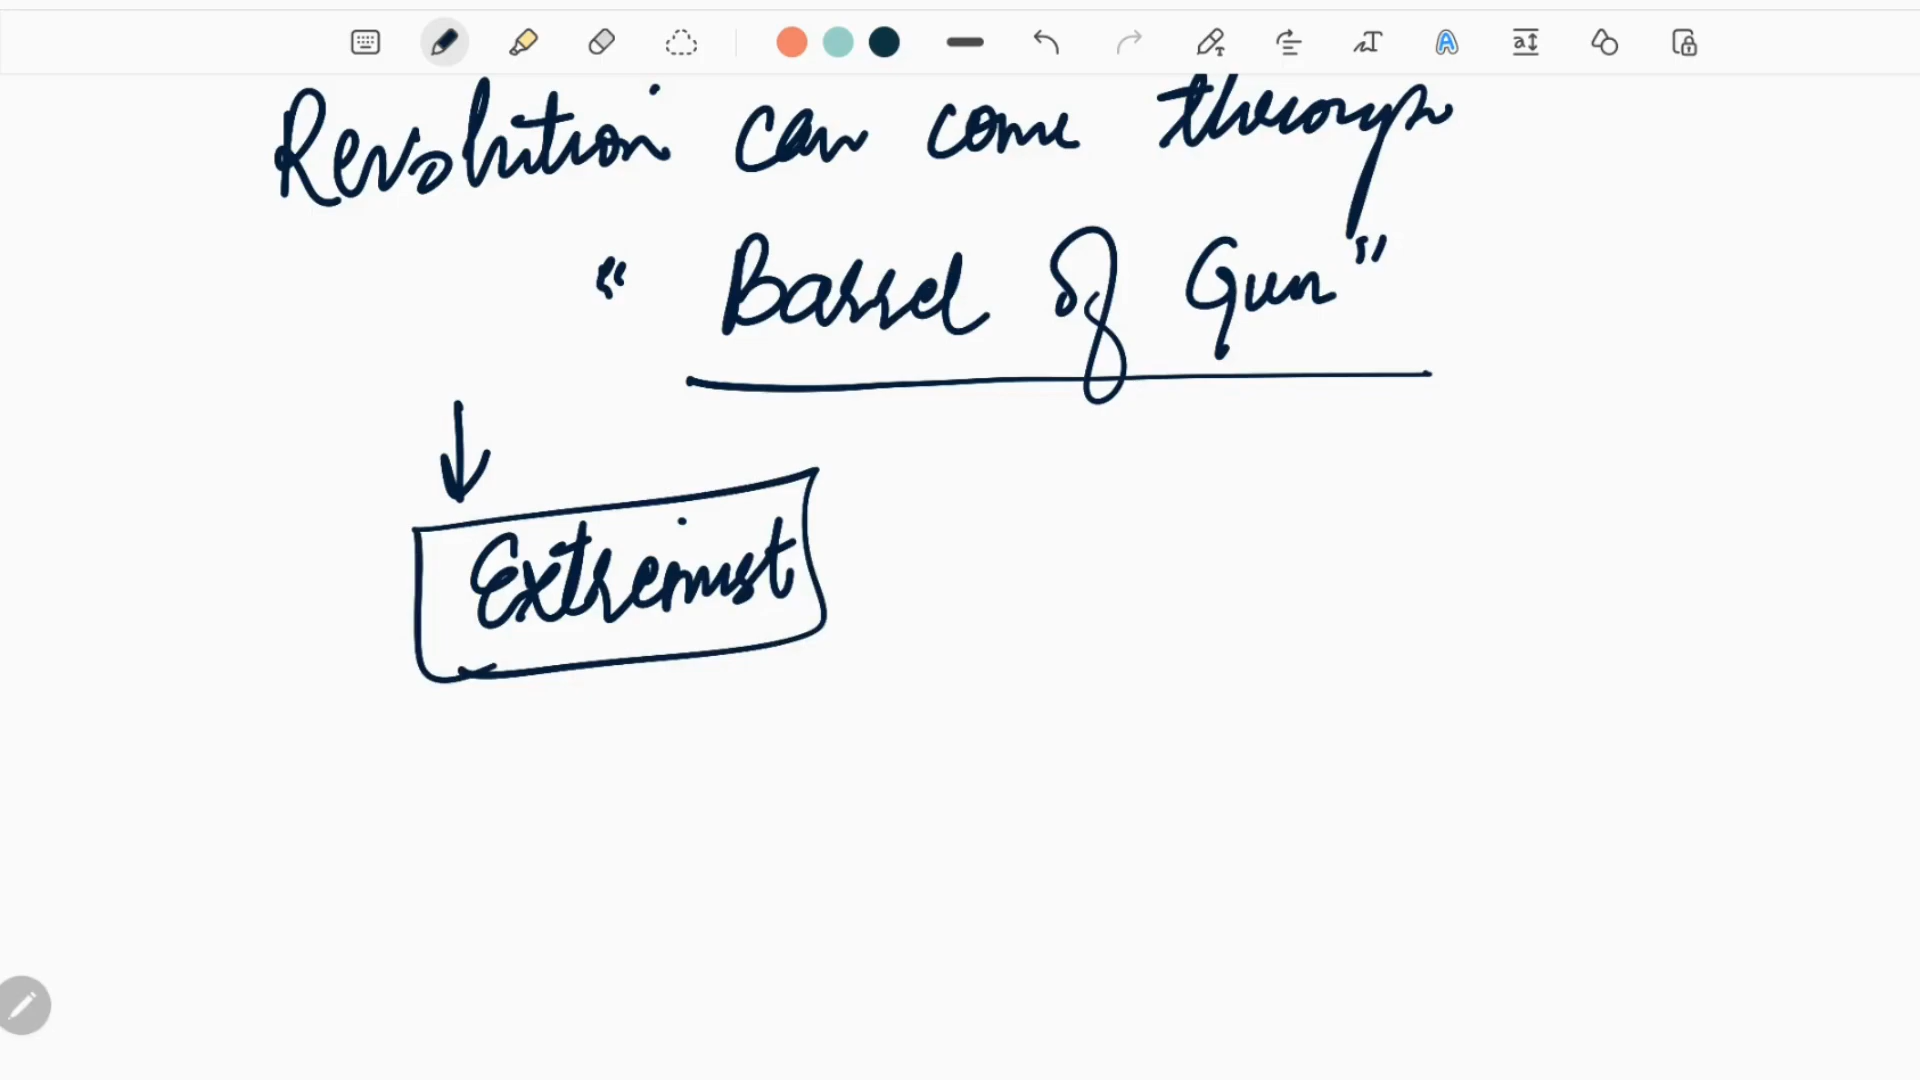 Revolution can come through
“ Barrel of Gun ”
Extremist